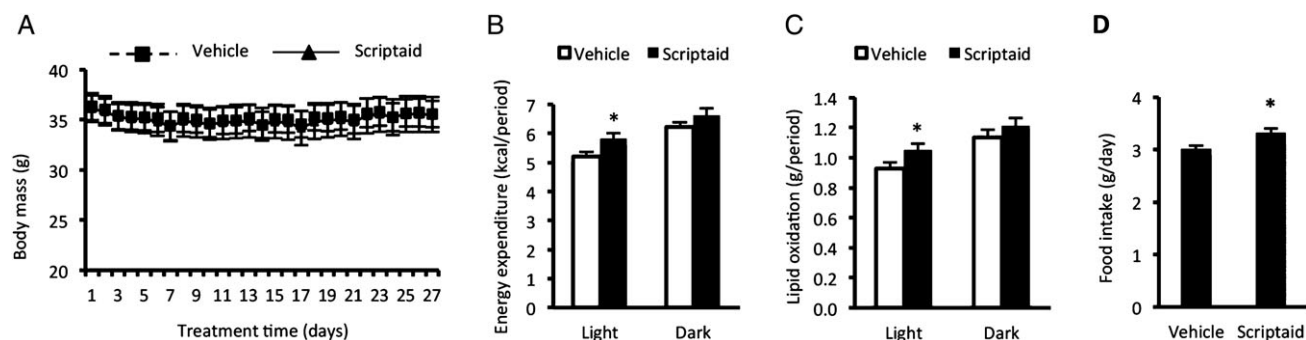 A
Vehicle
Scriptaid
Body mass (g)
40
35
30
25
20
1 3 5 7 9 11 13 15 17 19 21 23 25 27
Treatment time (days)
B
Vehicle
Scriptaid
Energy expenditure (kcal/period)
7
6
5
4
3
2
1
0
*
Light
Dark
C
Vehicle
Scriptaid
Lipid oxidation (g/period)
1.4
1.2
1.0
0.8
0.6
0.4
0.2
0.0
*
Light
Dark
D
Food intake (g/day)
4
3
2
1
0
*
Vehicle
Scriptaid